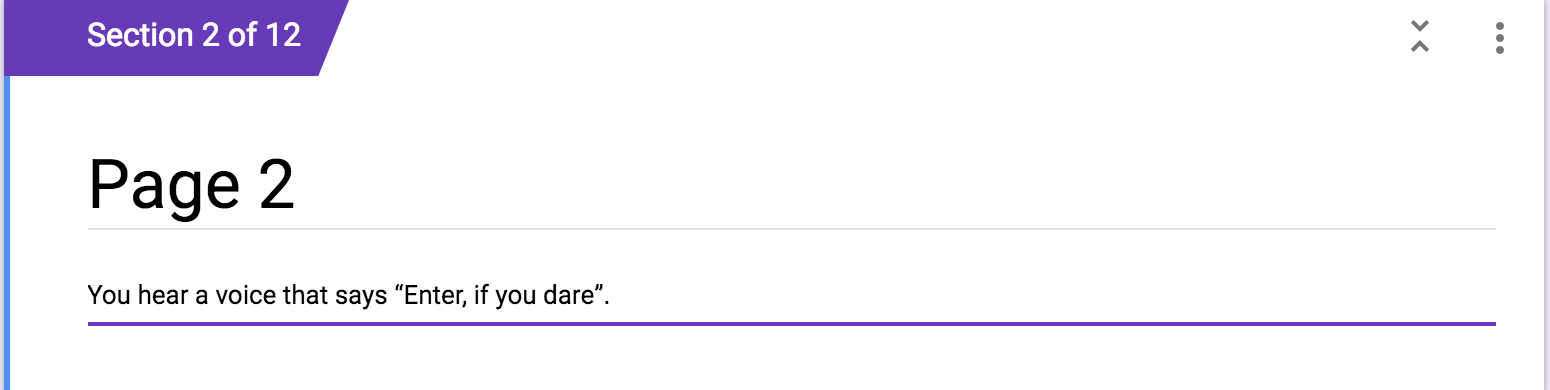 Section 2 of 12
Page 2
You hear a voice that says “Enter, if you dare”.